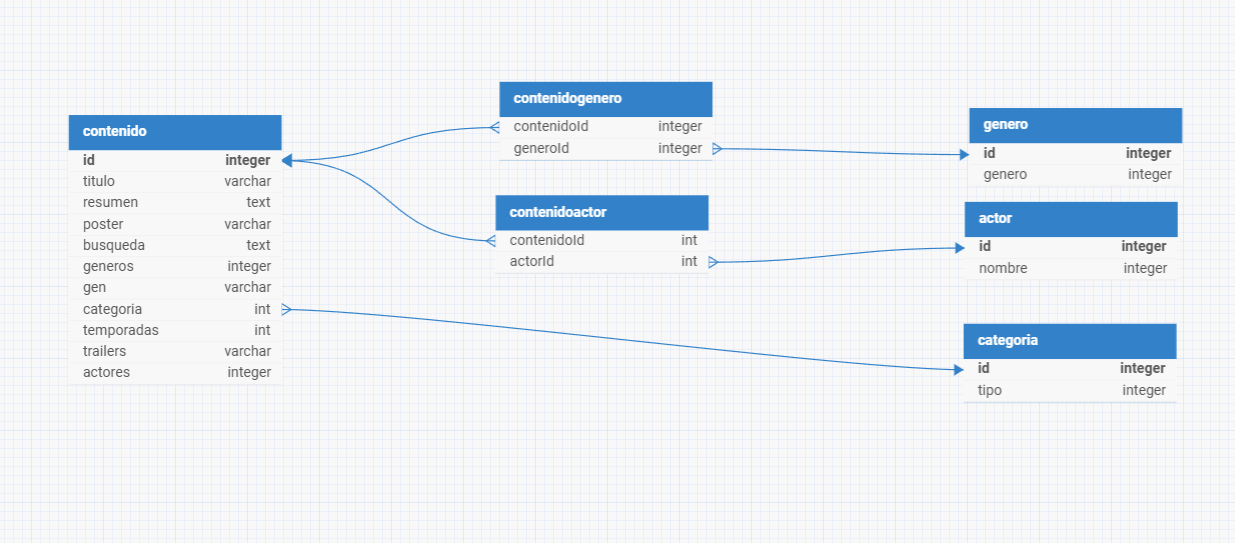 contenido
id integer
titulo varchar
resumen text
poster varchar
busqueda text
generos integer
gen varchar
categoria int
temporadas int
trailers varchar
actores integer
contenidogenero
contenidoId integer
generoId integer
contenidoactor
contenidoId int
actorId int
genero
id integer
genero integer
actor
id integer
nombre integer
categoria
id integer
tipo integer